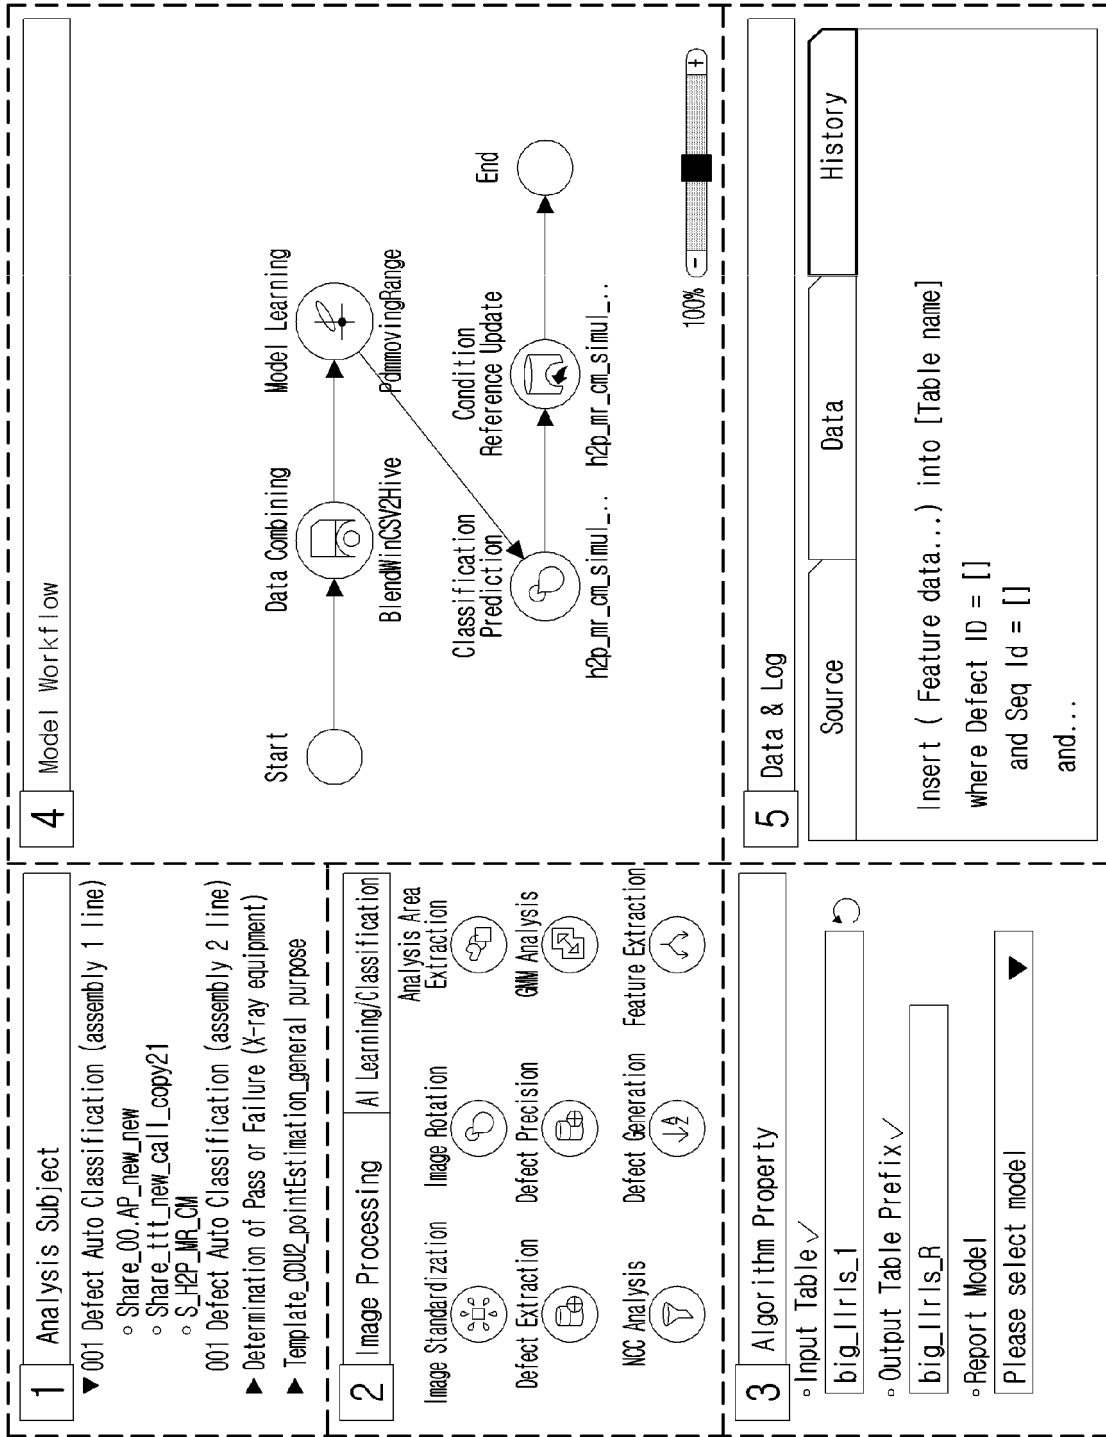 1 Analysis Subject
▼ 001 Defect Auto Classification (assembly 1 line)
◦ Share_00.AP_new_new
◦ Share_ttt_new_call_copy21
◦ S_H2P_MR_CM
001 Defect Auto Classification (assembly 2 line)
▶ Determination of Pass or Failure (X-ray equipment)
▶ Template_CDU2_pointEstimation_general purpose
2 Image Processing AI Learning/Classification
Image Standardization
Image Rotation
Analysis Area
Extraction
Defect Extraction
Defect Precision
GMM Analysis
NCC Analysis
Defect Generation
Feature Extraction
3 Algorithm Property
◦ Input Table✓
big_llrls_1
◦ Output Table Prefix✓
big_llrls_R
◦ Report Model
Please select model ▼
4 Model Workflow
Start
Data Combining
BlendWinCSV2Hive
Model Learning
PdmmovingRange
Classification
Prediction
h2p_mr_cm_simul_..
Condition
Reference Update
h2p_mr_cm_simul_..
End
100% - +
5 Data & Log
Source Data History
Insert ( Feature data...) into [Table name]
where Defect ID = []
and Seq Id = []
and...